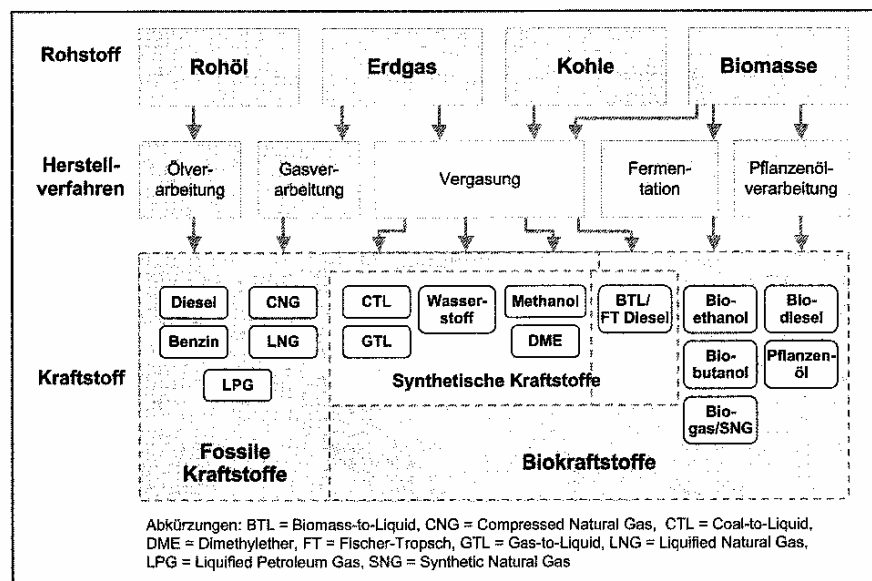 Rohstoff
Rohöl
Erdgas
Kohle
Biomasse
Herstell-
verfahren
Ölver-
arbeitung
Gasver-
arbeitung
Vergasung
Fermen-
tation
Pflanzenöl-
verarbeitung
Kraftstoff
Diesel
CNG
CTL
Wasser-
stoff
Methanol
BTL/
FT Diesel
Bio-
ethanol
Bio-
diesel
Benzin
LNG
GTL
DME
Bio-
butanol
Pflanzen-
öl
LPG
Synthetische Kraftstoffe
Bio-
gas/SNG
Fossile
Kraftstoffe
Biokraftstoffe
Abkürzungen: BTL = Biomass-to-Liquid, CNG = Compressed Natural Gas, CTL = Coal-to-Liquid,
DME = Dimethylether, FT = Fischer-Tropsch, GTL = Gas-to-Liquid, LNG = Liquified Natural Gas,
LPG = Liquified Petroleum Gas, SNG = Synthetic Natural Gas